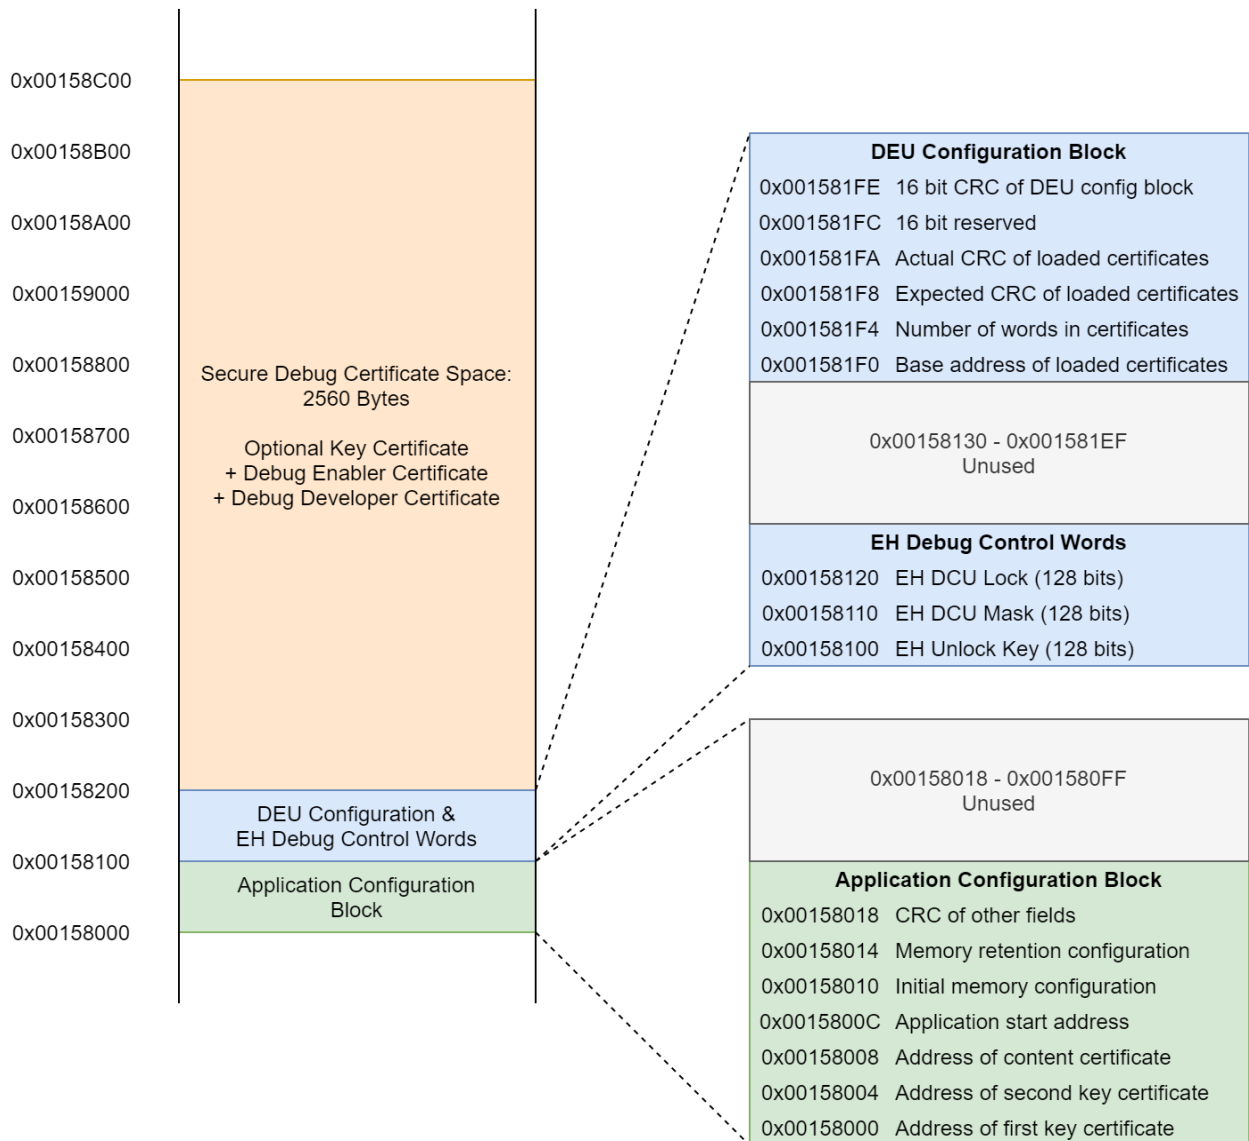 0x00158C00
0x00158B00
0x00158A00
0x00159000
0x00158800
0x00158700
0x00158600
0x00158500
0x00158400
0x00158300
0x00158200
0x00158100
0x00158000
Secure Debug Certificate Space:
2560 Bytes
Optional Key Certificate
+ Debug Enabler Certificate
+ Debug Developer Certificate
DEU Configuration &
EH Debug Control Words
Application Configuration
Block
DEU Configuration Block
0x001581FE 16 bit CRC of DEU config block
0x001581FC 16 bit reserved
0x001581FA Actual CRC of loaded certificates
0x001581F8 Expected CRC of loaded certificates
0x001581F4 Number of words in certificates
0x001581F0 Base address of loaded certificates
0x00158130 - 0x001581EF
Unused
EH Debug Control Words
0x00158120 EH DCU Lock (128 bits)
0x00158110 EH DCU Mask (128 bits)
0x00158100 EH Unlock Key (128 bits)
0x00158018 - 0x001580FF
Unused
Application Configuration Block
0x00158018 CRC of other fields
0x00158014 Memory retention configuration
0x00158010 Initial memory configuration
0x0015800C Application start address
0x00158008 Address of content certificate
0x00158004 Address of second key certificate
0x00158000 Address of first key certificate